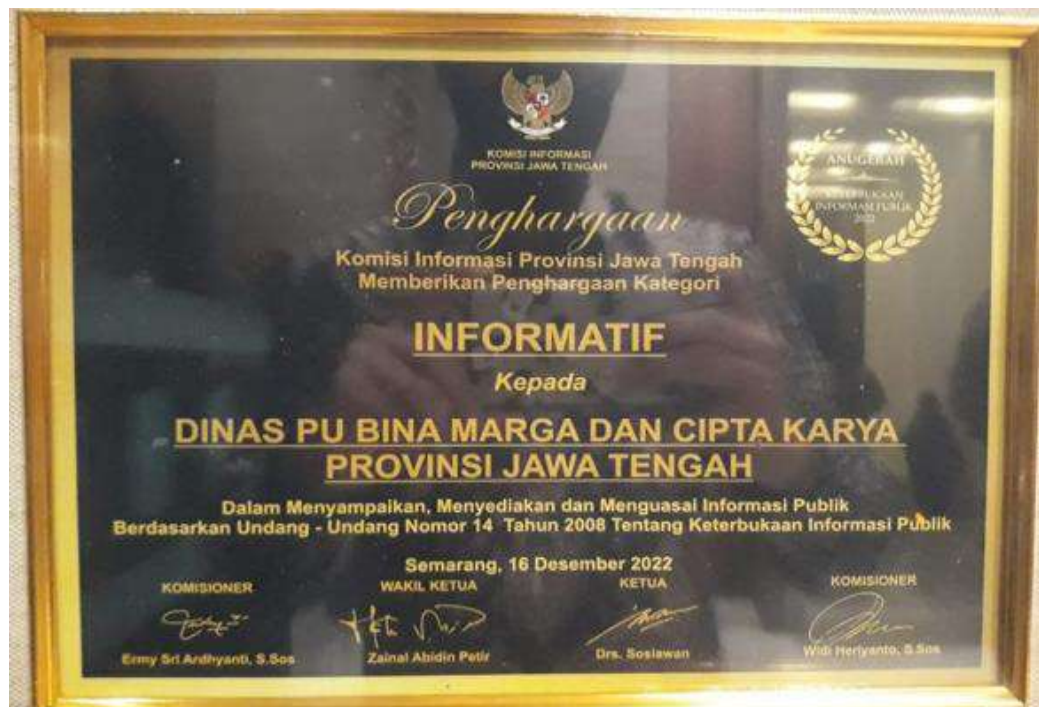 KOMISI INFORMASI
PROVINSI JAWA TENGAH
ANUGERAH
KETERBUKAAN
INFORMASI PUBLIK
2022
Penghargaan
Komisi Informasi Provinsi Jawa Tengah
Memberikan Penghargaan Kategori
INFORMATIF
Kepada
DINAS PU BINA MARGA DAN CIPTA KARYA
PROVINSI JAWA TENGAH
Dalam Menyampaikan, Menyediakan dan Menguasai Informasi Publik
Berdasarkan Undang - Undang Nomor 14 Tahun 2008 Tentang Keterbukaan Informasi Publik
Semarang, 16 Desember 2022
KOMISIONER WAKIL KETUA KETUA KOMISIONER
Ermy Sri Ardhyanti, S.Sos Zainal Abidin Petir Drs. Sosiawan Widi Heriyanto, S.Sos